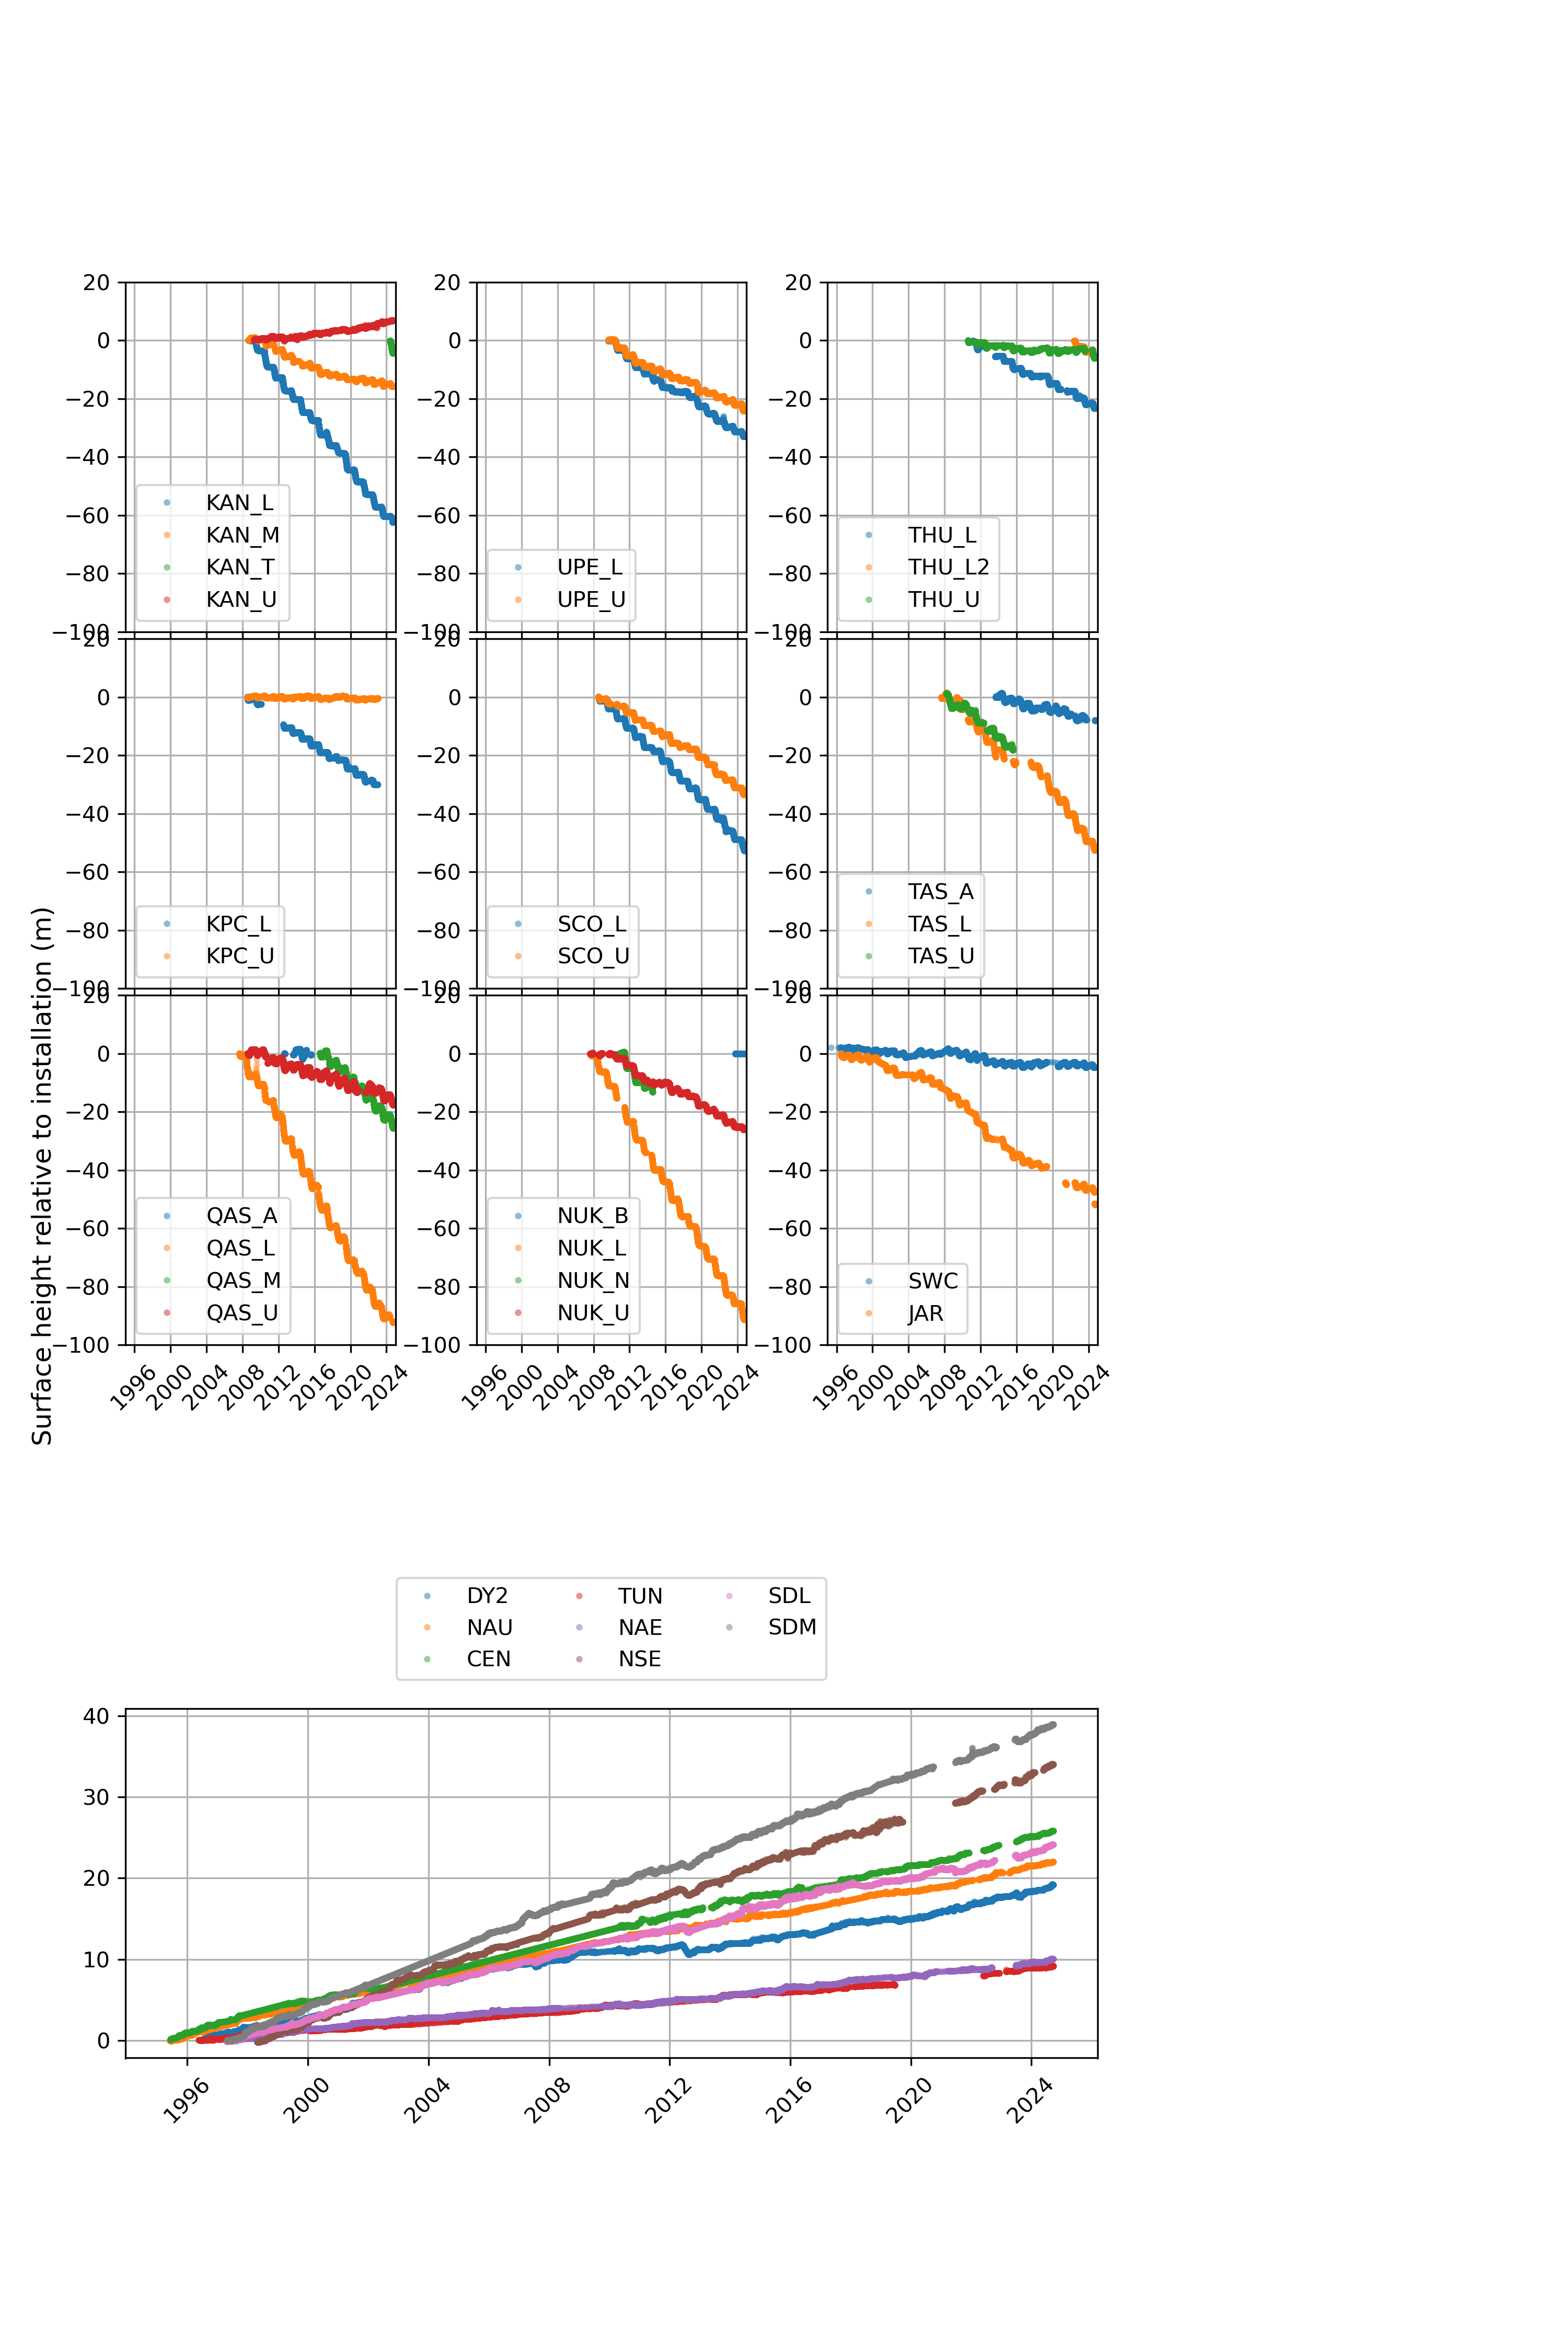 Surface height relative to installation (m)
20
0
−20
−40
−60
−80
−100
KAN_L
KAN_M
KAN_T
KAN_U
20
0
−20
−40
−60
−80
−100
UPE_L
UPE_U
20
0
−20
−40
−60
−80
−100
THU_L
THU_L2
THU_U
20
0
−20
−40
−60
−80
−100
KPC_L
KPC_U
20
0
−20
−40
−60
−80
−100
SCO_L
SCO_U
20
0
−20
−40
−60
−80
−100
TAS_A
TAS_L
TAS_U
20
0
−20
−40
−60
−80
−100
QAS_A
QAS_L
QAS_M
QAS_U
1996 2000 2004 2008 2012 2016 2020 2024
20
0
−20
−40
−60
−80
−100
NUK_B
NUK_L
NUK_N
NUK_U
1996 2000 2004 2008 2012 2016 2020 2024
20
0
−20
−40
−60
−80
−100
SWC
JAR
1996 2000 2004 2008 2012 2016 2020 2024
DY2 TUN SDL
NAU NAE SDM
CEN NSE
40
30
20
10
0
1996 2000 2004 2008 2012 2016 2020 2024